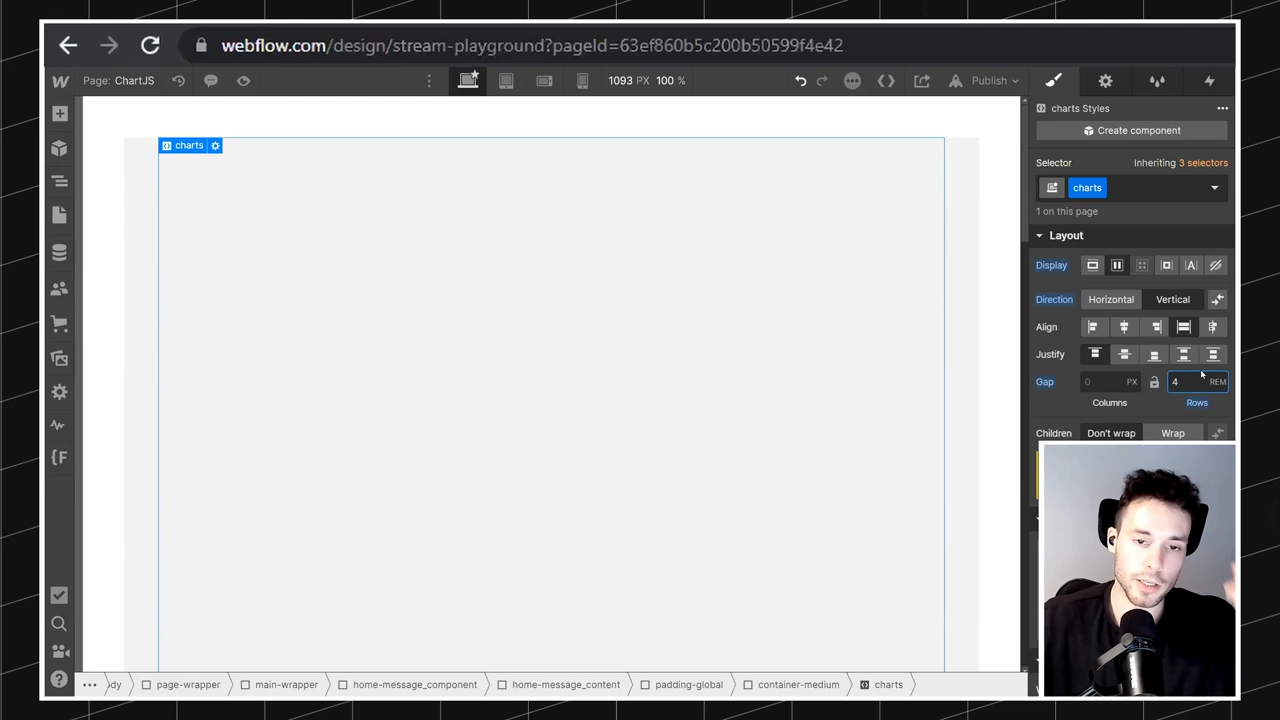 webflow.com/design/stream-playground?pageId=63ef860b5c200b50599f4e42
Page: ChartJS
1093 PX 100 %
Publish
charts Styles
Create component
Selector
Inheriting 3 selectors
charts
1 on this page
Layout
Display
Direction Horizontal Vertical
Align
Justify
Gap 0 PX 4 REM
Columns Rows
Children Don't wrap Wrap
charts
dy page-wrapper main-wrapper home-message_component home-message_content padding-global container-medium charts